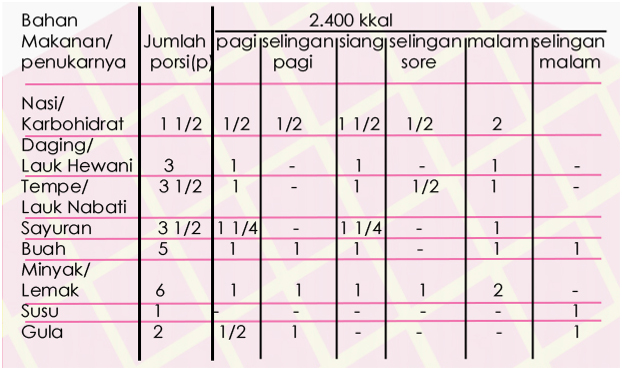 Bahan 2.400 kkal
Makanan/ Jumlah pagi selingan siang selingan malam selingan
penukarnya porsi(p) pagi sore malam
Nasi/
Karbohidrat 1 1/2 1/2 1/2 1 1/2 1/2 2
Daging/
Lauk Hewani 3 1 - 1 - 1 -
Tempe/ 3 1/2 1 - 1 1/2 1 -
Lauk Nabati
Sayuran 3 1/2 1 1/4 - 1 1/4 - 1
Buah 5 1 1 1 - 1 1
Minyak/
Lemak 6 1 1 1 1 2 -
Susu 1 - - - - - 1
Gula 2 1/2 1 - - - 1